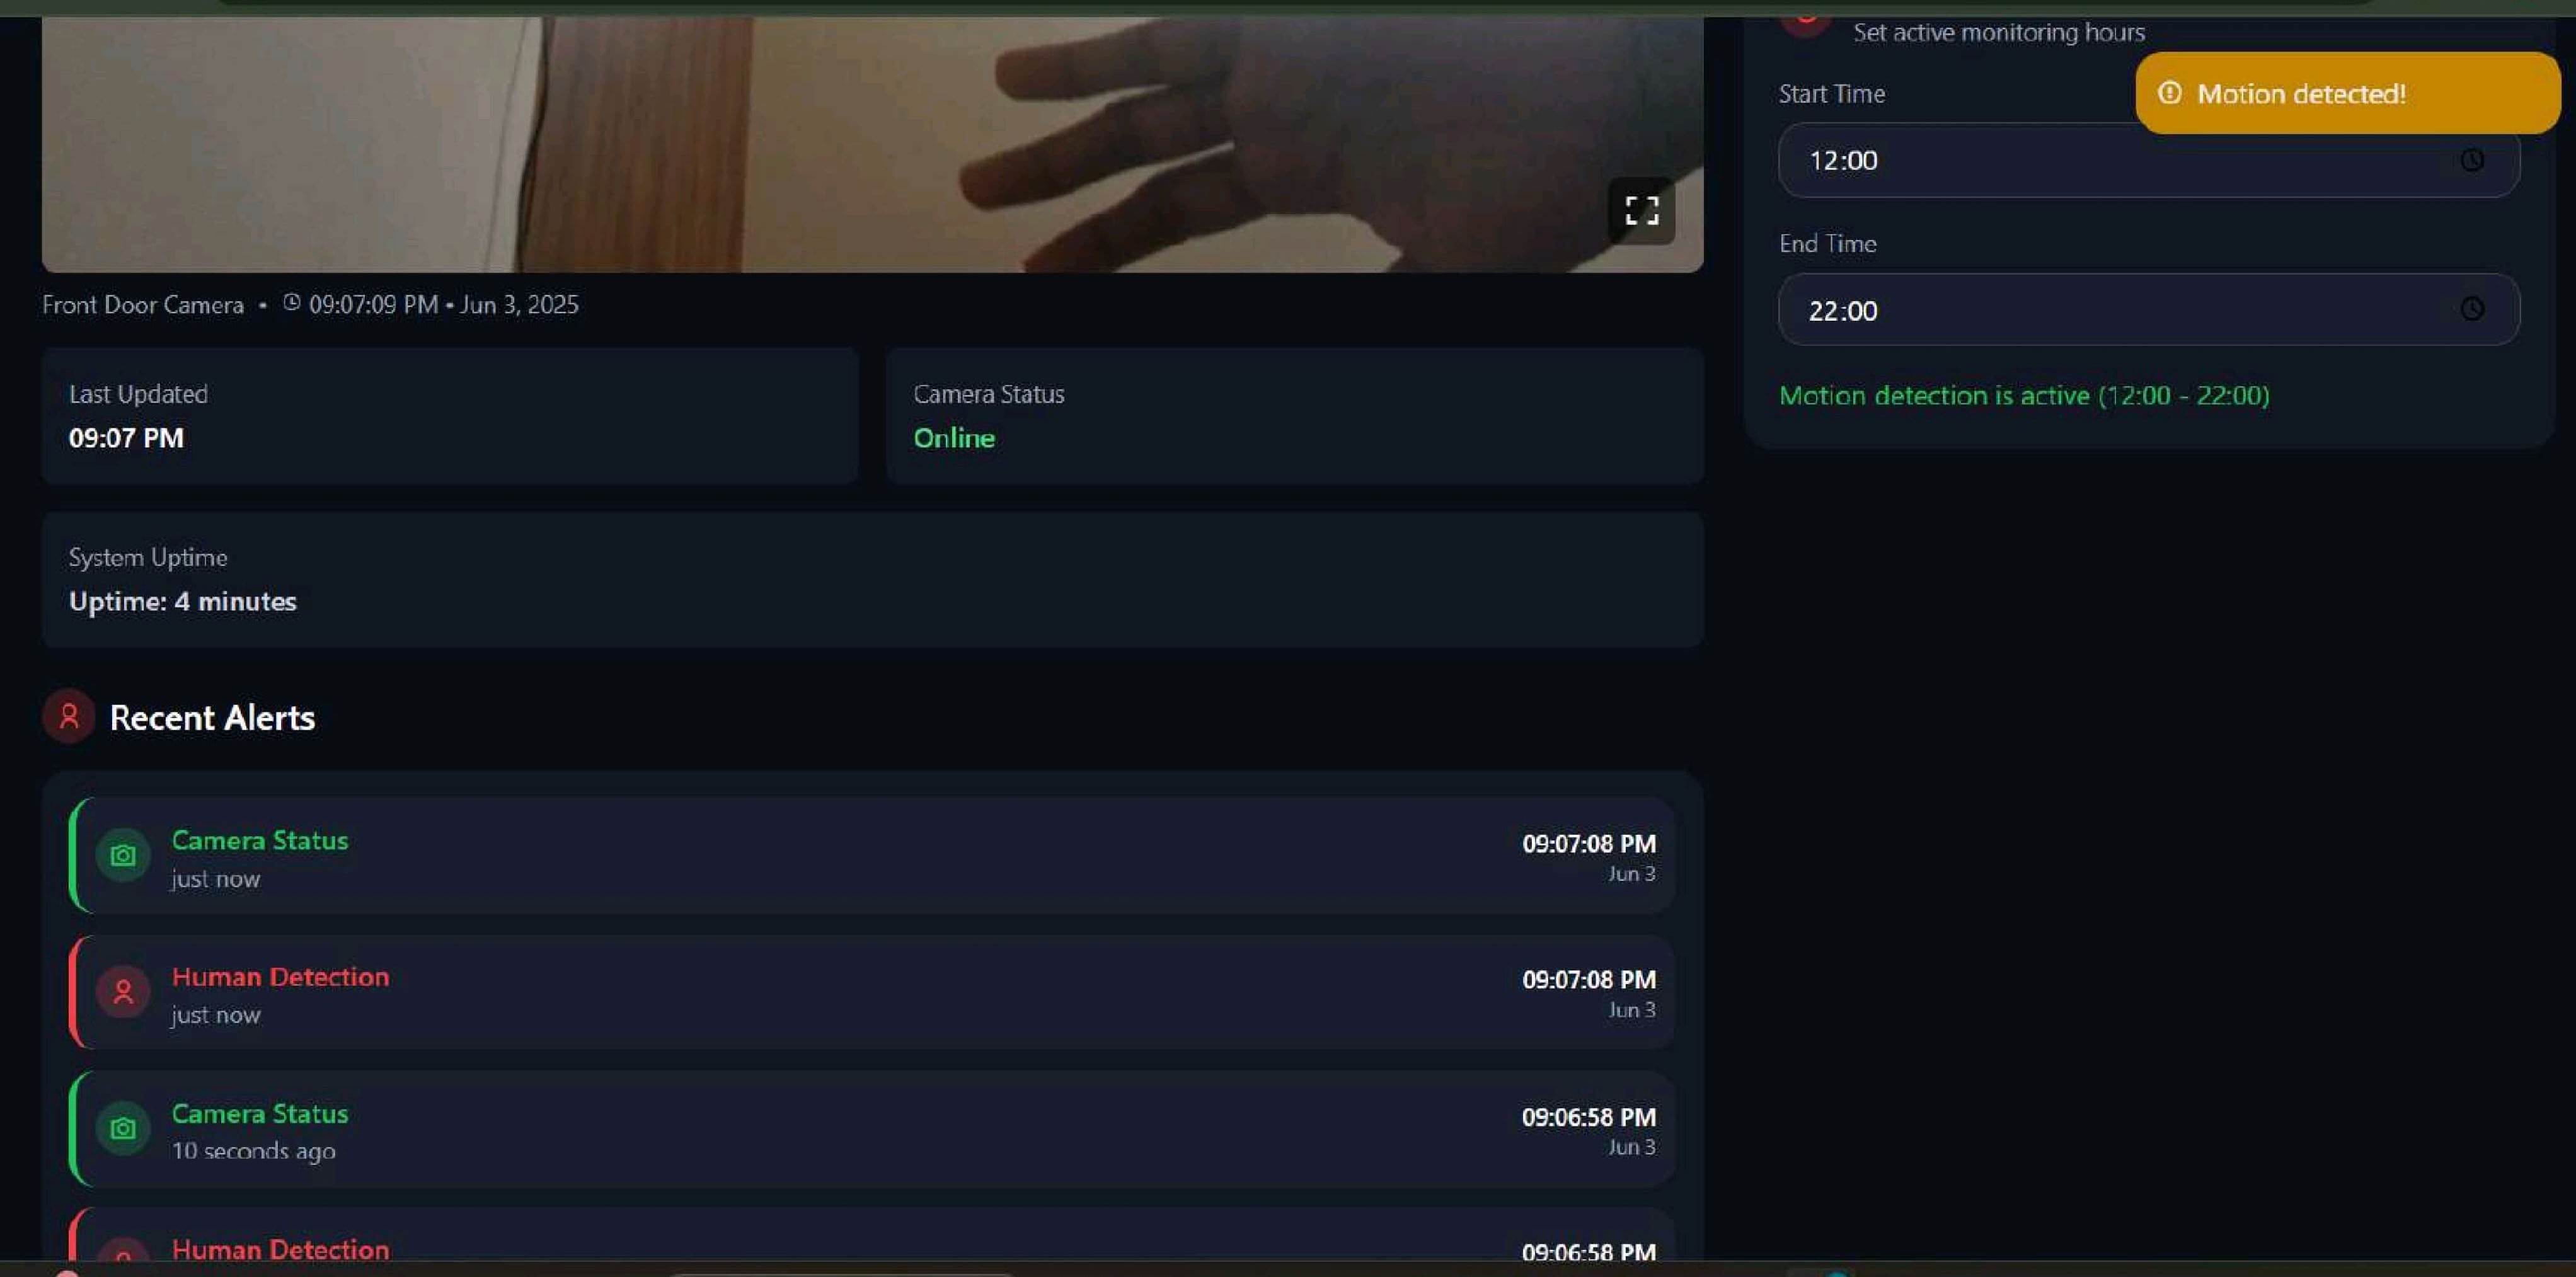 Set active monitoring hours
Motion detected!
Start Time
12:00
End Time
22:00
Motion detection is active (12:00 - 22:00)
Front Door Camera • 09:07:09 PM • Jun 3, 2025
Last Updated
09:07 PM
Camera Status
Online
System Uptime
Uptime: 4 minutes
Recent Alerts
Camera Status
just now
09:07:08 PM
Jun 3
Human Detection
just now
09:07:08 PM
Jun 3
Camera Status
10 seconds ago
09:06:58 PM
Jun 3
Human Detection
09:06:58 PM